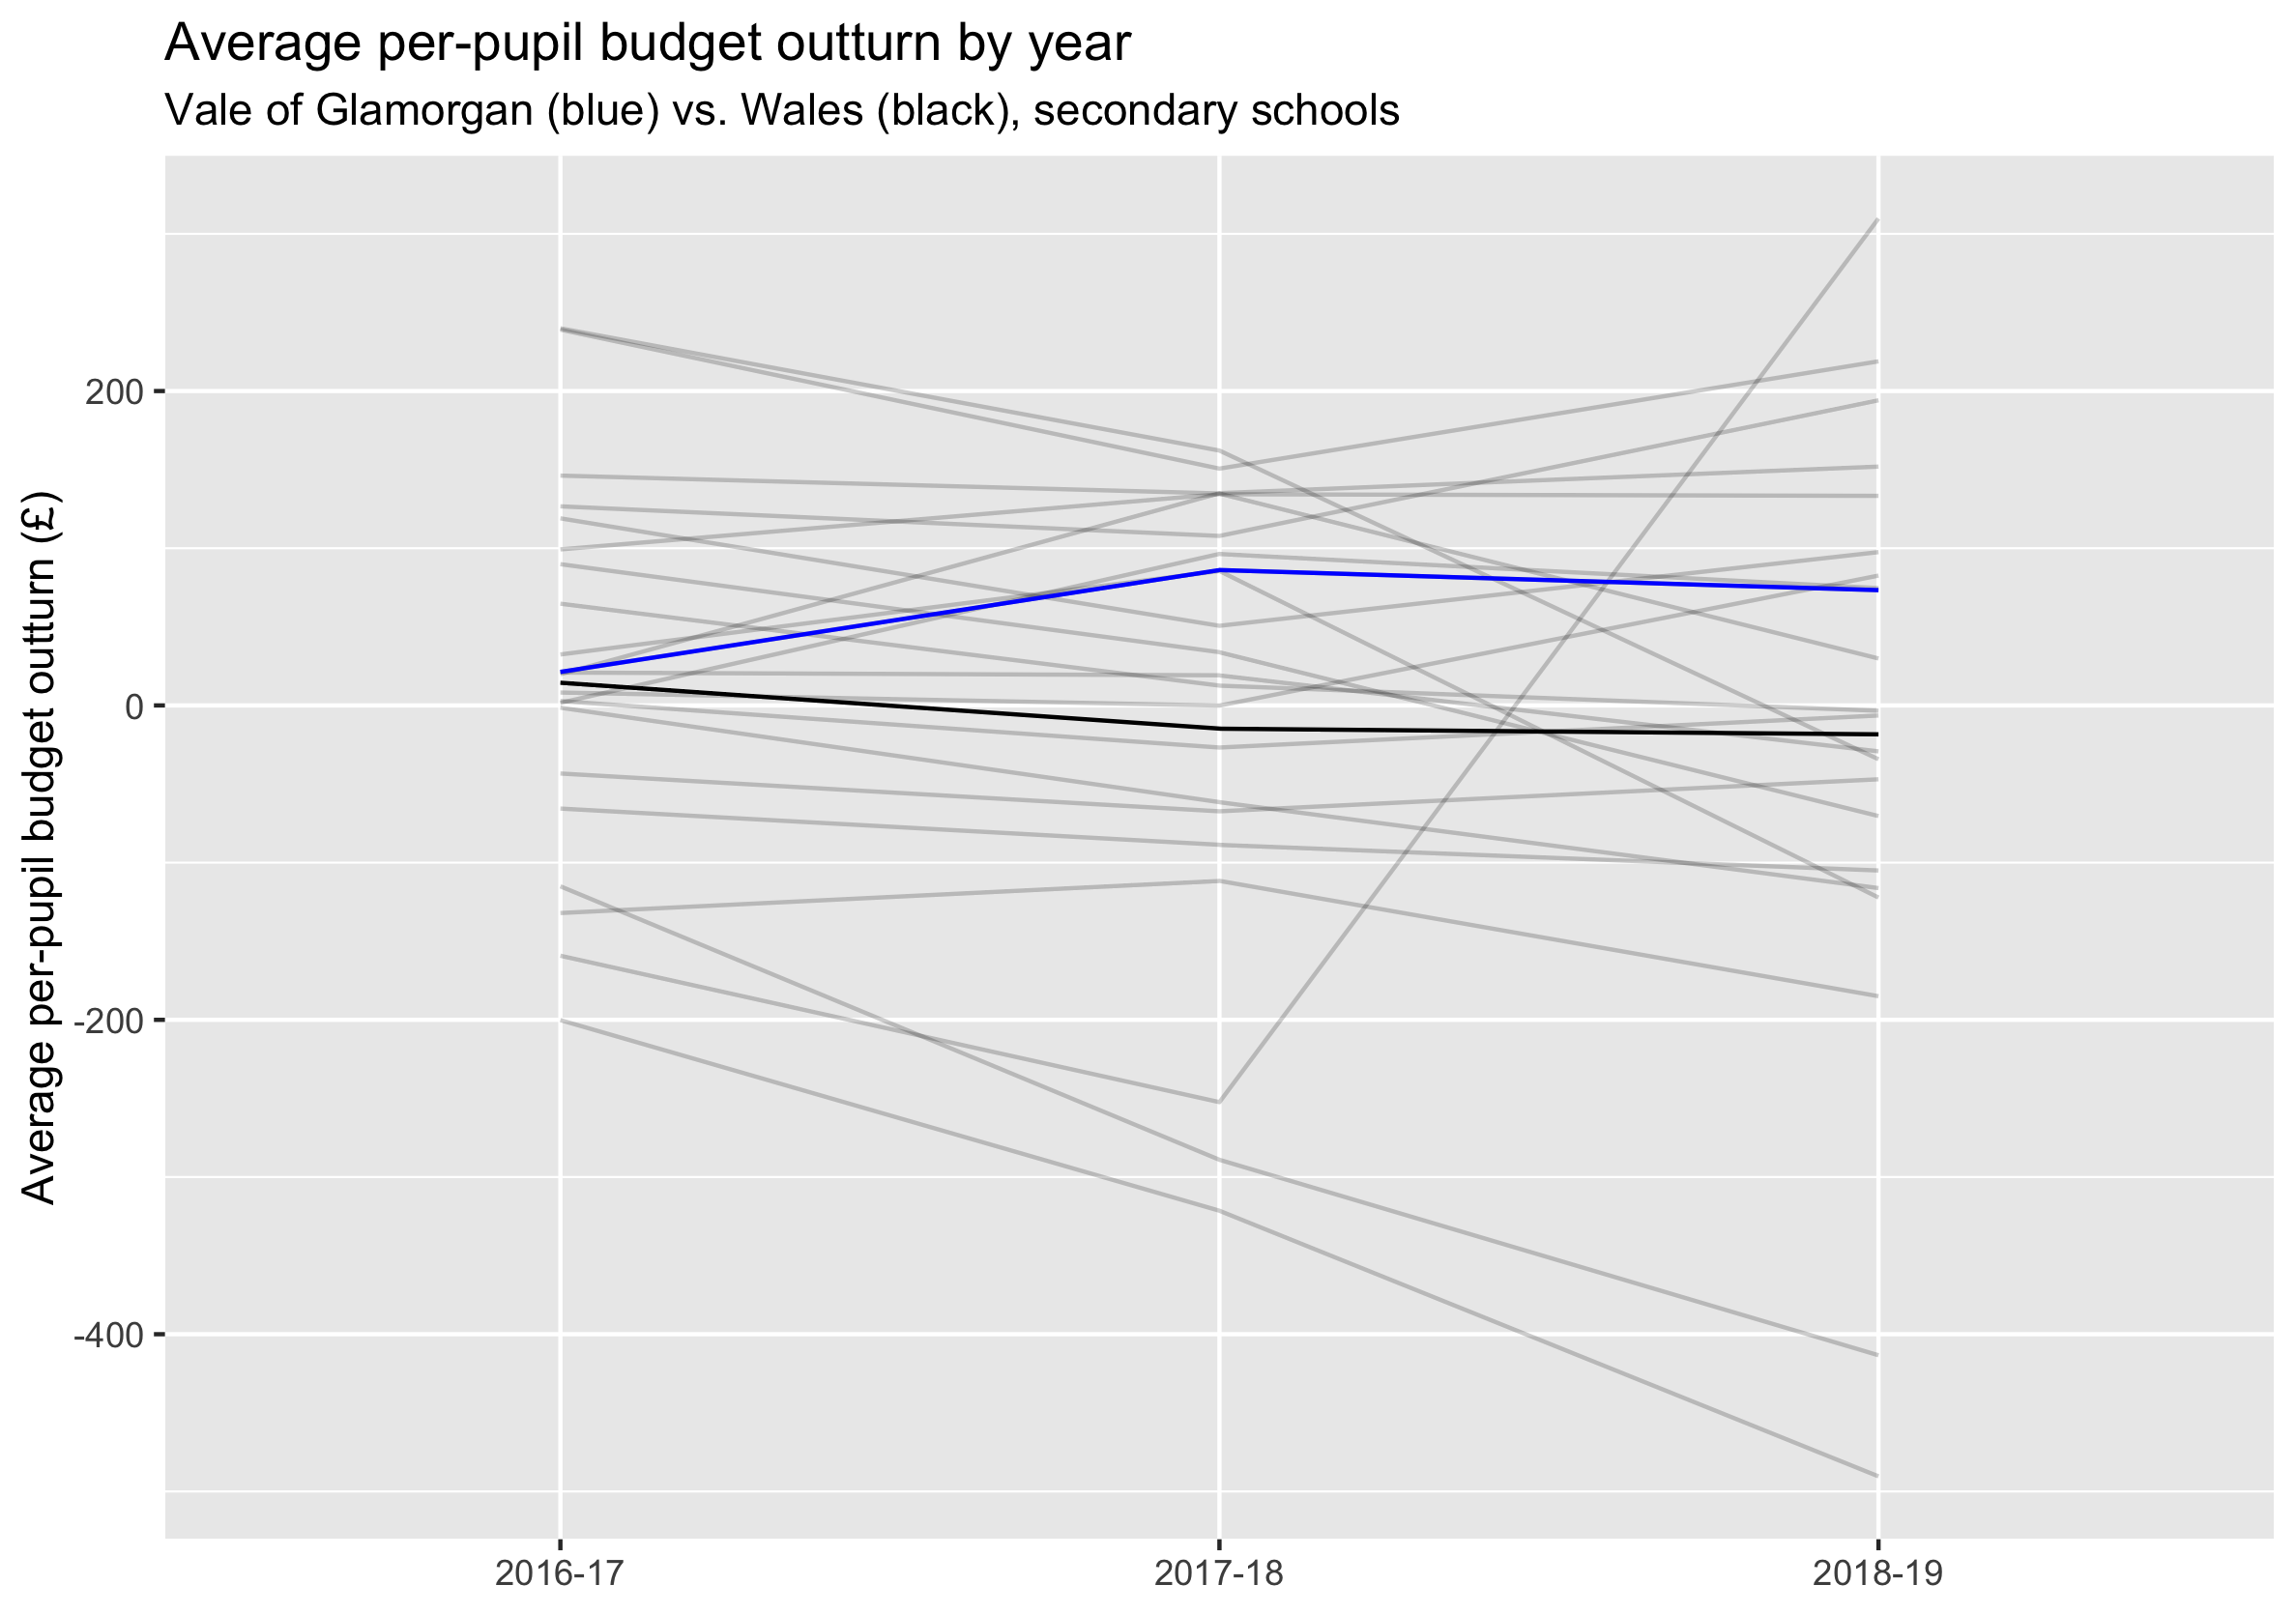 Average per-pupil budget outturn by year
Vale of Glamorgan (blue) vs. Wales (black), secondary schools
Average per-pupil budget outturn (£)
200
0
-200
-400
2016-17 2017-18 2018-19